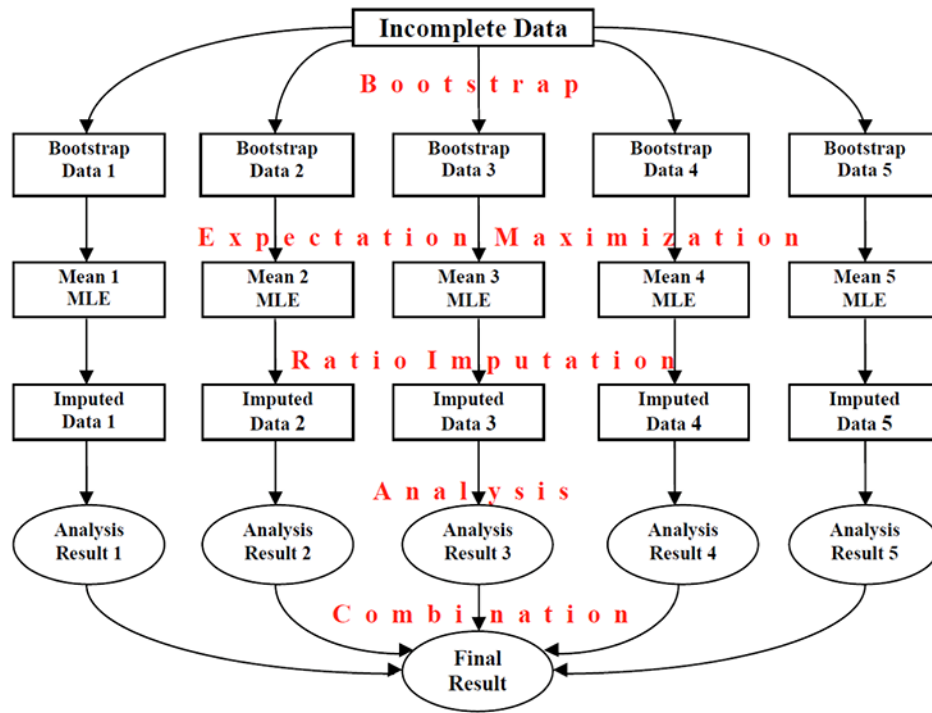 Incomplete Data
Bootstrap
Bootstrap
Data 1
Bootstrap
Data 2
Bootstrap
Data 3
Bootstrap
Data 4
Bootstrap
Data 5
Expectation Maximization
Mean 1
MLE
Mean 2
MLE
Mean 3
MLE
Mean 4
MLE
Mean 5
MLE
Ratio Imputation
Imputed
Data 1
Imputed
Data 2
Imputed
Data 3
Imputed
Data 4
Imputed
Data 5
Analysis
Analysis
Result 1
Analysis
Result 2
Analysis
Result 3
Analysis
Result 4
Analysis
Result 5
Combination
Final
Result